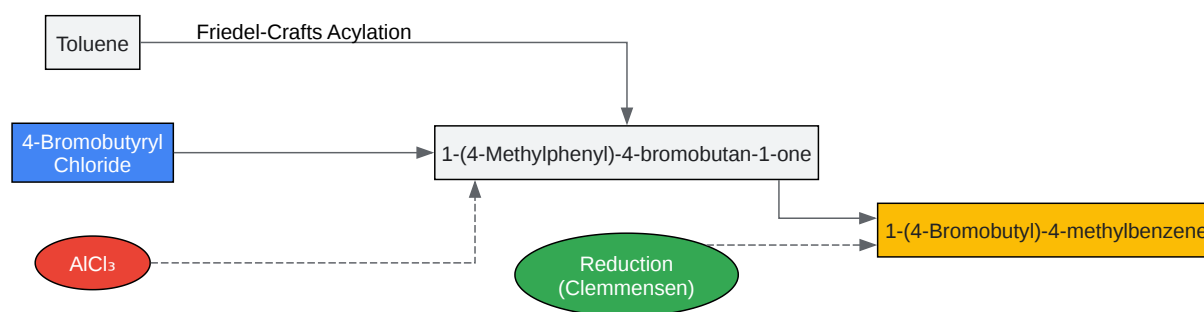 Toluene
Friedel-Crafts Acylation
4-Bromobutyryl
Chloride
1-(4-Methylphenyl)-4-bromobutan-1-one
1-(4-Bromobutyl)-4-methylbenzene
AlCl₃
Reduction
(Clemmensen)